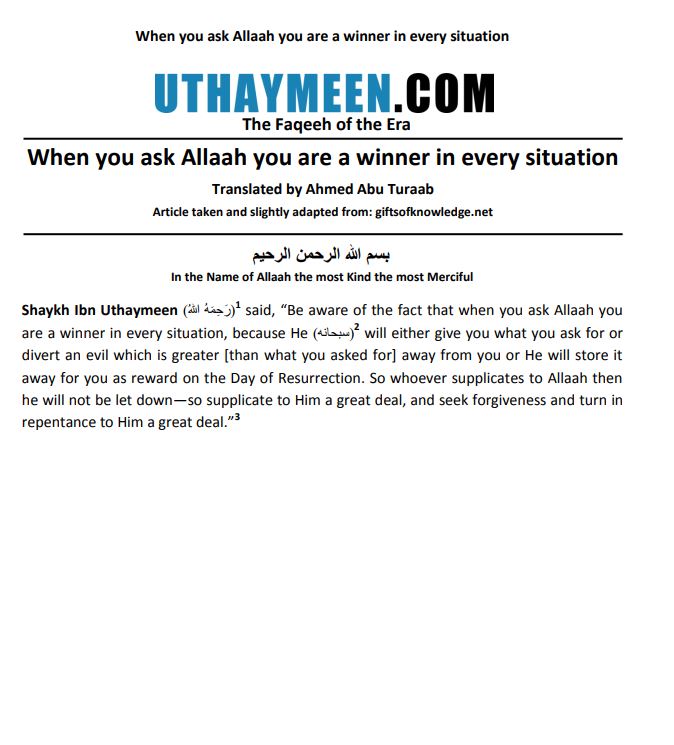 When you ask Allaah you are a winner in every situation
UTHAYMEEN.COM
The Faqeeh of the Era
When you ask Allaah you are a winner in every situation
Translated by Ahmed Abu Turaab
Article taken and slightly adapted from: giftsofknowledge.net
بسم الله الرحمن الرحيم
In the Name of Allaah the most Kind the most Merciful
Shaykh Ibn Uthaymeen (رَحِمَهُ اللهُ)¹ said, “Be aware of the fact that when you ask Allaah you
are a winner in every situation, because He (سبحانه)² will either give you what you ask for or
divert an evil which is greater [than what you asked for] away from you or He will store it
away for you as reward on the Day of Resurrection. So whoever supplicates to Allaah then
he will not be let down—so supplicate to Him a great deal, and seek forgiveness and turn in
repentance to Him a great deal.”³